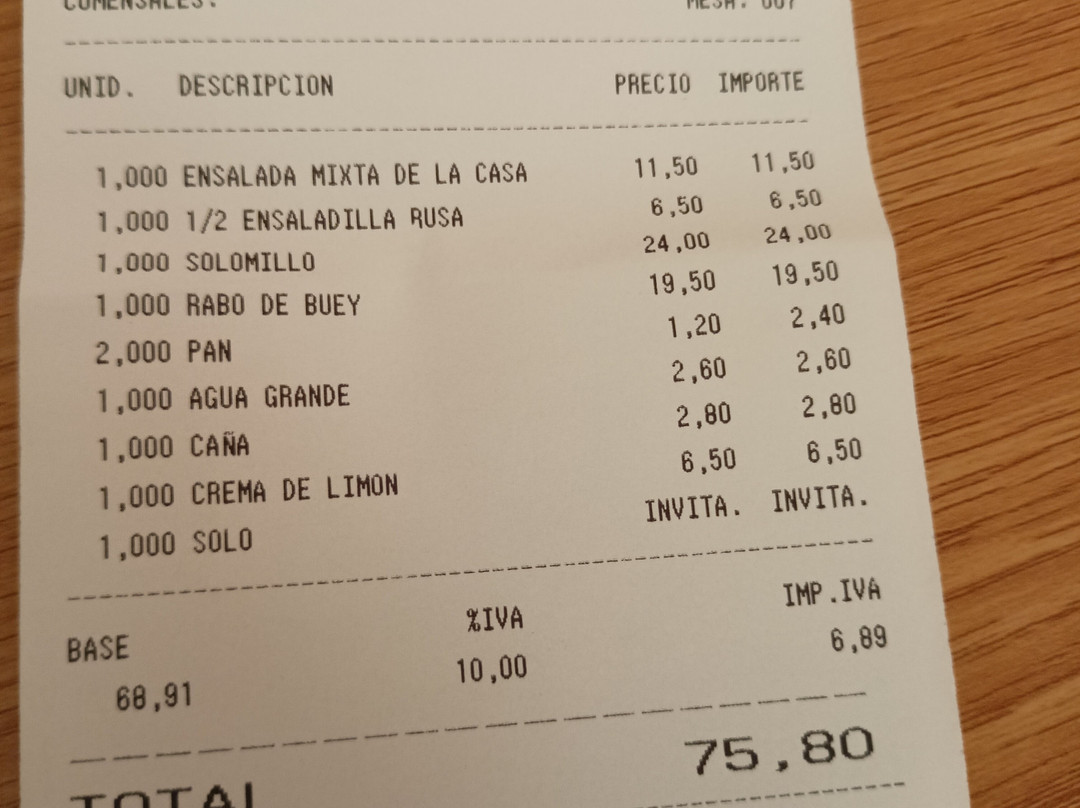 COMENSALES: MESA: 007
UNID. DESCRIPCION PRECIO IMPORTE
1,000 ENSALADA MIXTA DE LA CASA 11,50 11,50
1,000 1/2 ENSALADILLA RUSA 6,50 6,50
1,000 SOLOMILLO 24,00 24,00
1,000 RABO DE BUEY 19,50 19,50
2,000 PAN 1,20 2,40
1,000 AGUA GRANDE 2,60 2,60
1,000 CAÑA 2,80 2,80
1,000 CREMA DE LIMON 6,50 6,50
1,000 SOLO INVITA. INVITA.
BASE %IVA IMP.IVA
68,91 10,00 6,89
TOTAL 75,80